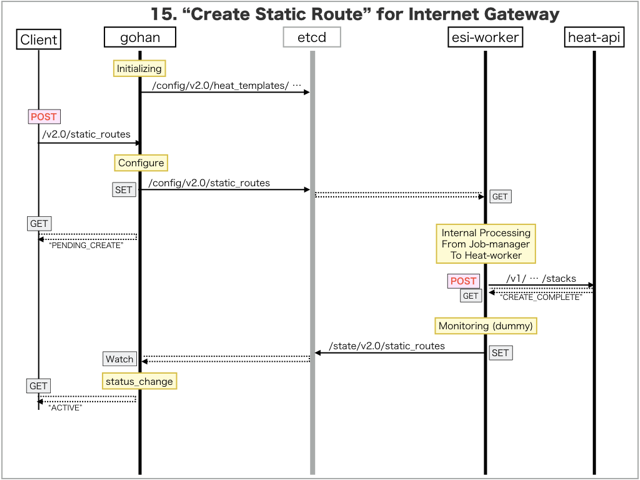 15. “Create Static Route” for Internet Gateway
Client
gohan
etcd
esi-worker
heat-api
Initializing
/config/v2.0/heat_templates/ …
POST
/v2.0/static_routes
Configure
SET
/config/v2.0/static_routes
GET
GET
“PENDING_CREATE”
Internal Processing
From Job-manager
To Heat-worker
POST
/v1/ … /stacks
GET
“CREATE_COMPLETE”
Monitoring (dummy)
/state/v2.0/static_routes
SET
Watch
status_change
GET
“ACTIVE”